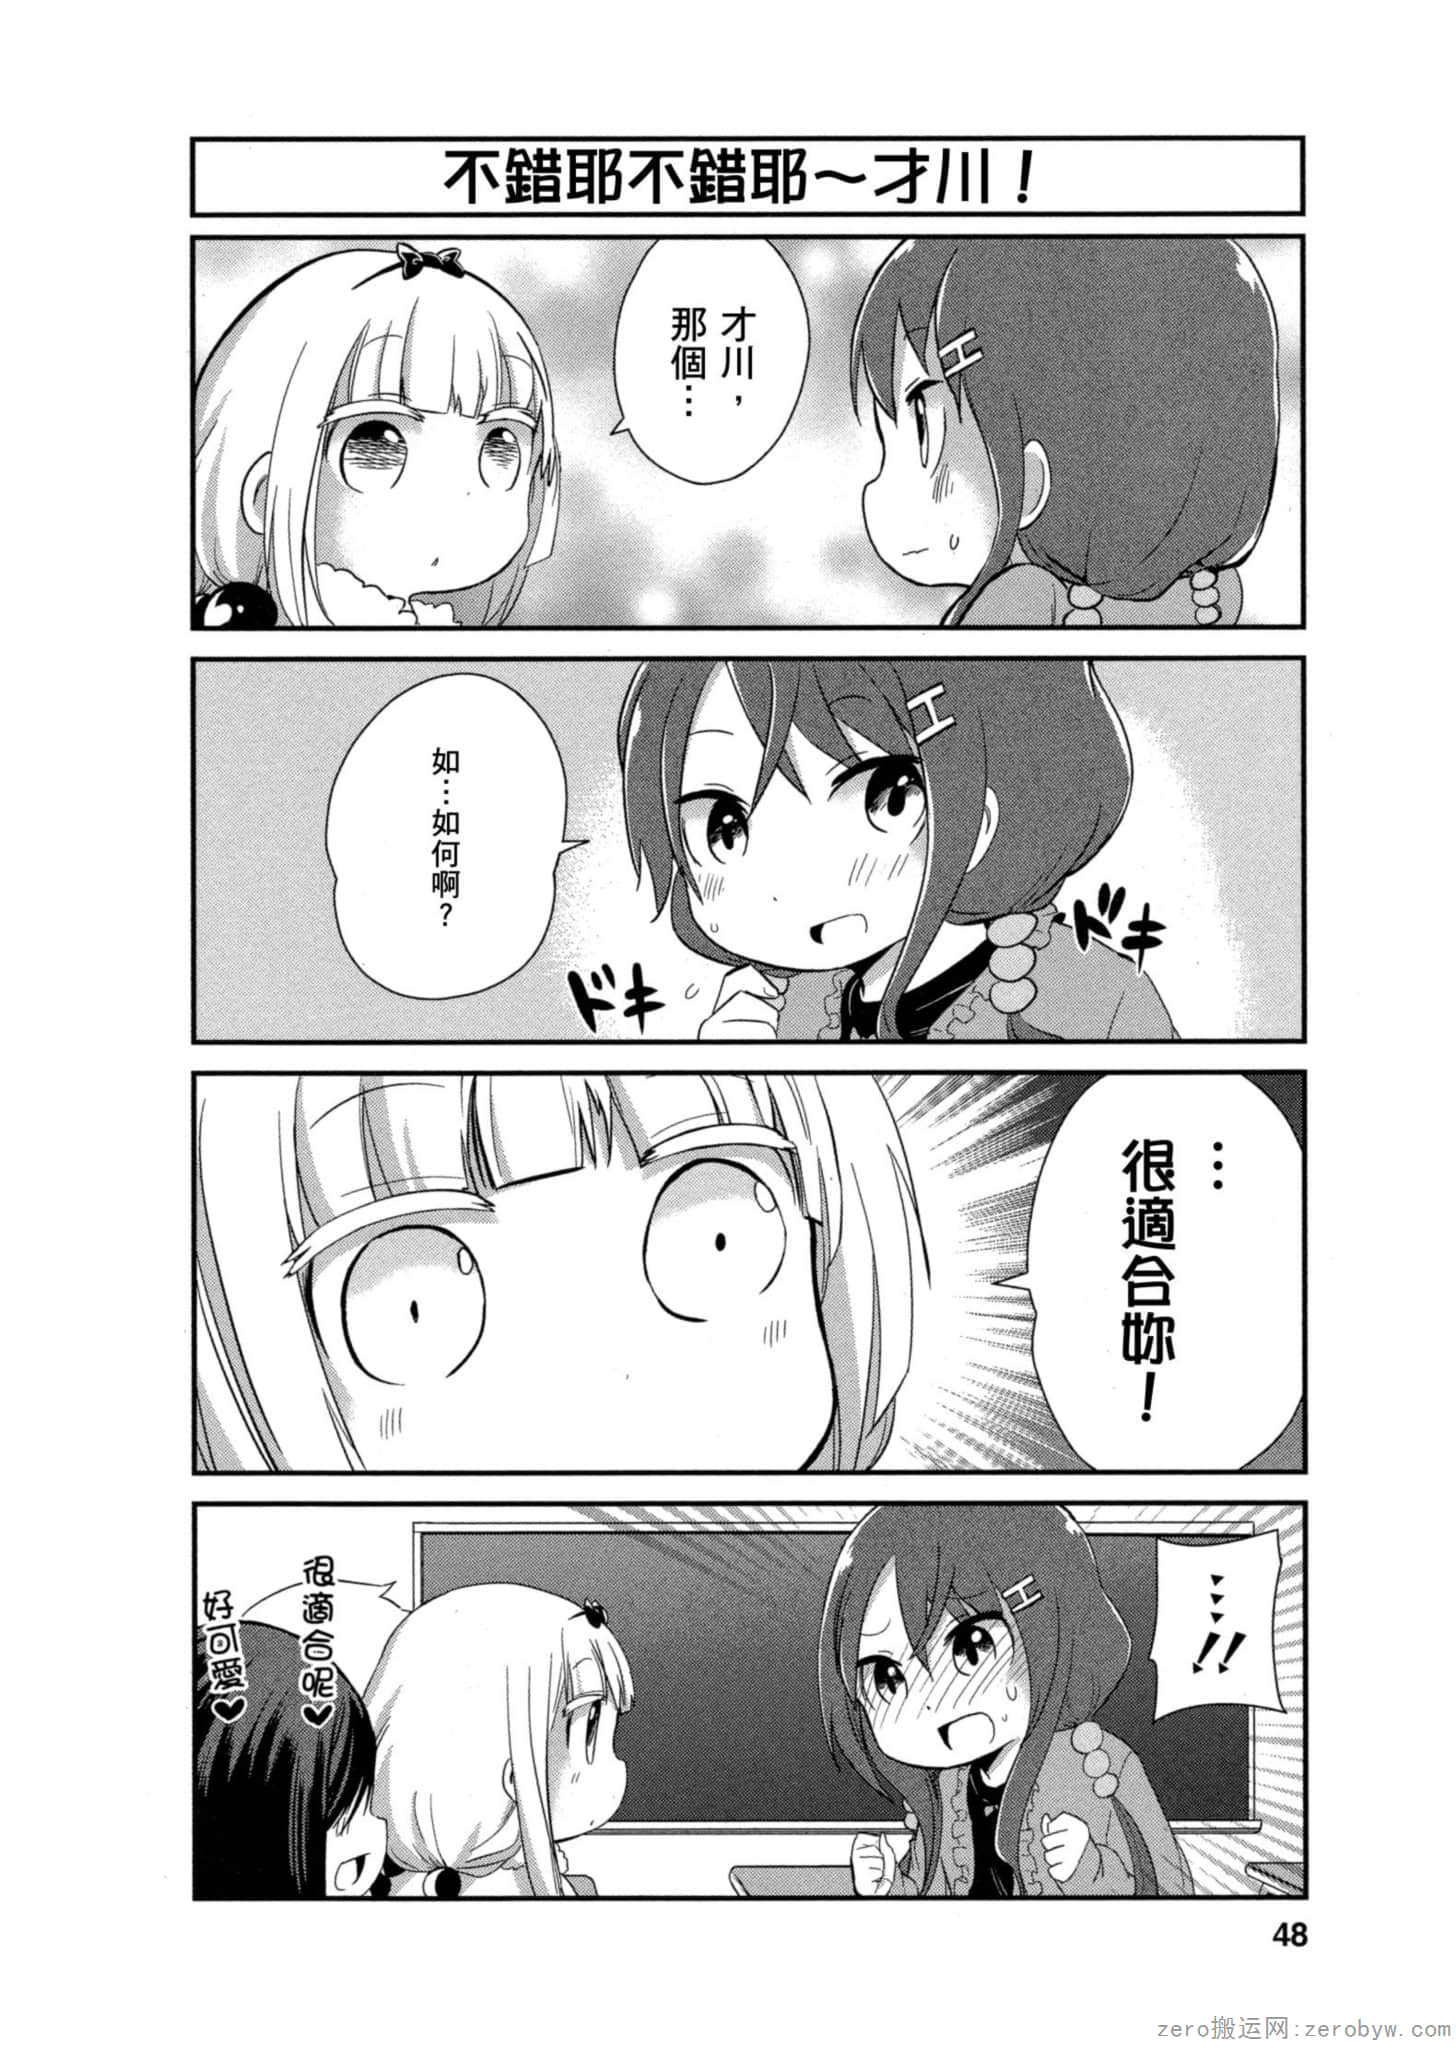 不錯耶不錯耶～才川！
才川，
那個…
如…如何啊？
ドキ
ドキ
…
很適合妳！
…!!
很適合呢♥
好可愛♥
48
zero搬运网:zerobyw.com